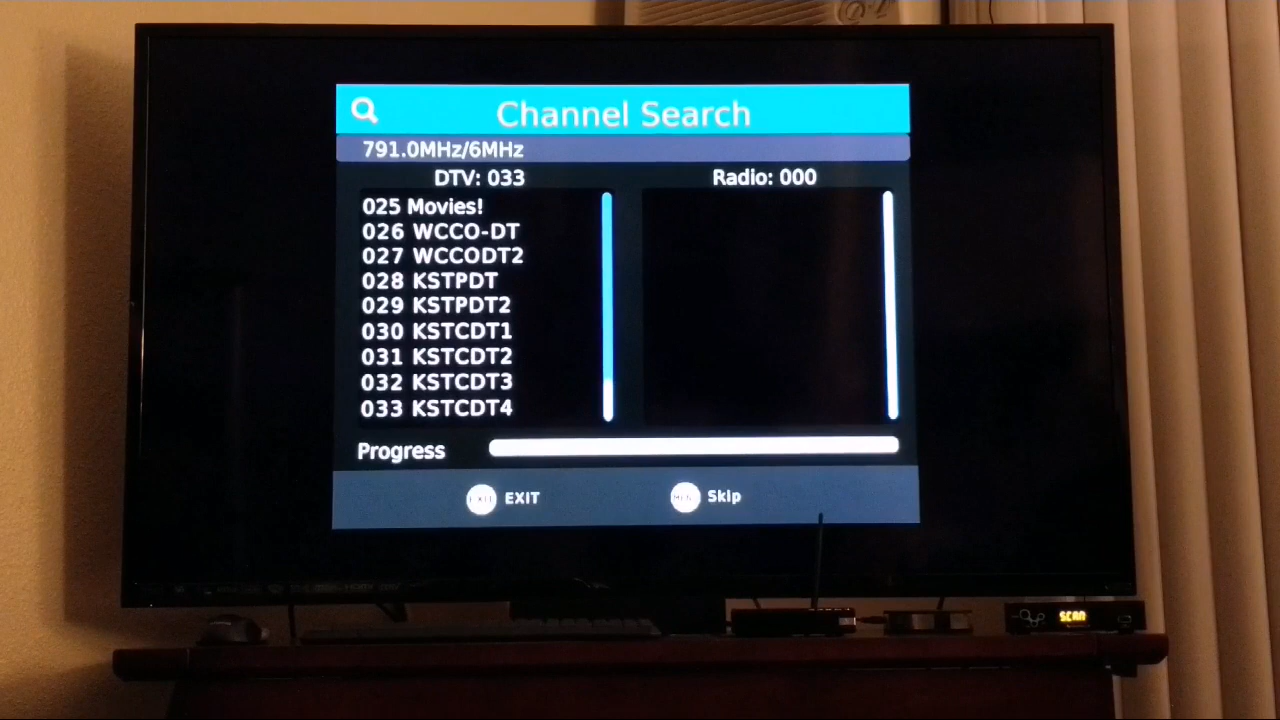 Channel Search
791.0MHz/6MHz
DTV: 033
Radio: 000
025 Movies!
026 WCCO-DT
027 WCCODT2
028 KSTPDT
029 KSTPDT2
030 KSTCDT1
031 KSTCDT2
032 KSTCDT3
033 KSTCDT4
Progress
EXIT EXIT
Skip
SCAN